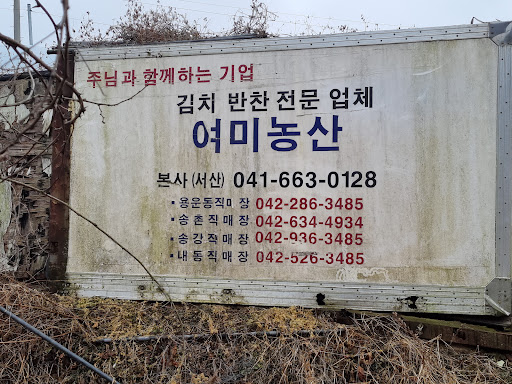 주님과 함께하는 기업
김치 반찬 전문 업체
여미농산
본사 (서산) 041-663-0128
▪ 용운동직매장 042-286-3485
▪ 송촌직매장 042-634-4934
▪ 송강직매장 042-936-3485
▪ 내동직매장 042-526-3485